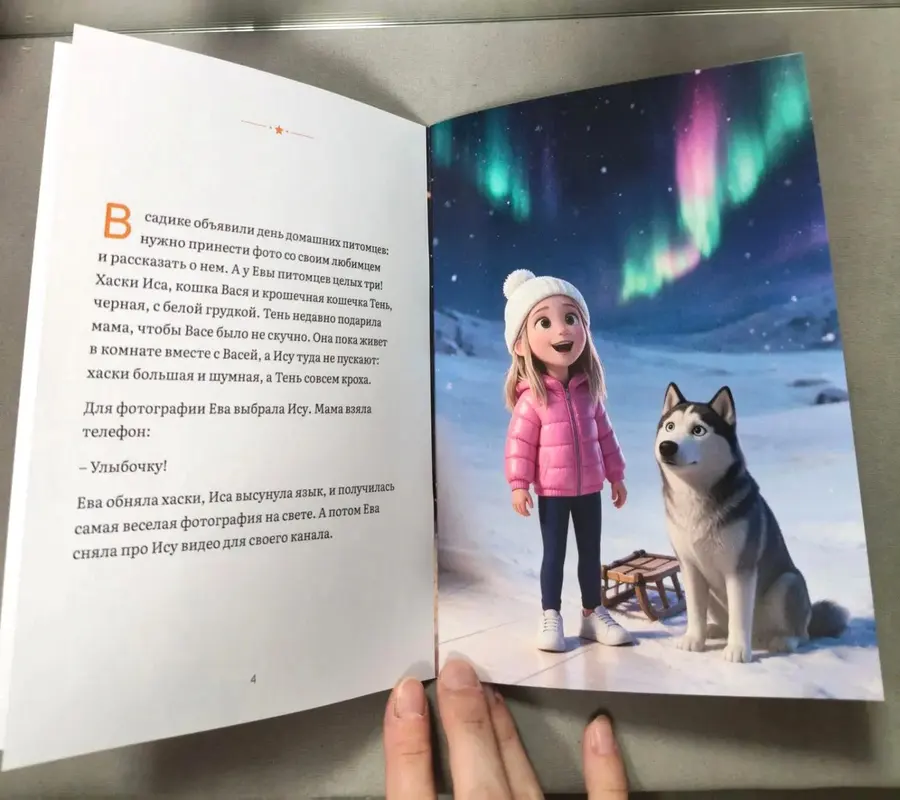 В садике объявили день домашних питомцев:
нужно принести фото со своим любимцем
и рассказать о нем. А у Евы питомцев целых три!
Хаски Иса, кошка Вася и крошечная кошечка Тень,
черная, с белой грудкой. Тень недавно подарила
мама, чтобы Васе было не скучно. Она пока живет
в комнате вместе с Васей, а Ису туда не пускают:
хаски большая и шумная, а Тень совсем кроха.
Для фотографии Ева выбрала Ису. Мама взяла
телефон:
– Улыбочку!
Ева обняла хаски, Иса высунула язык, и получилась
самая веселая фотография на свете. А потом Ева
сняла про Ису видео для своего канала.
4